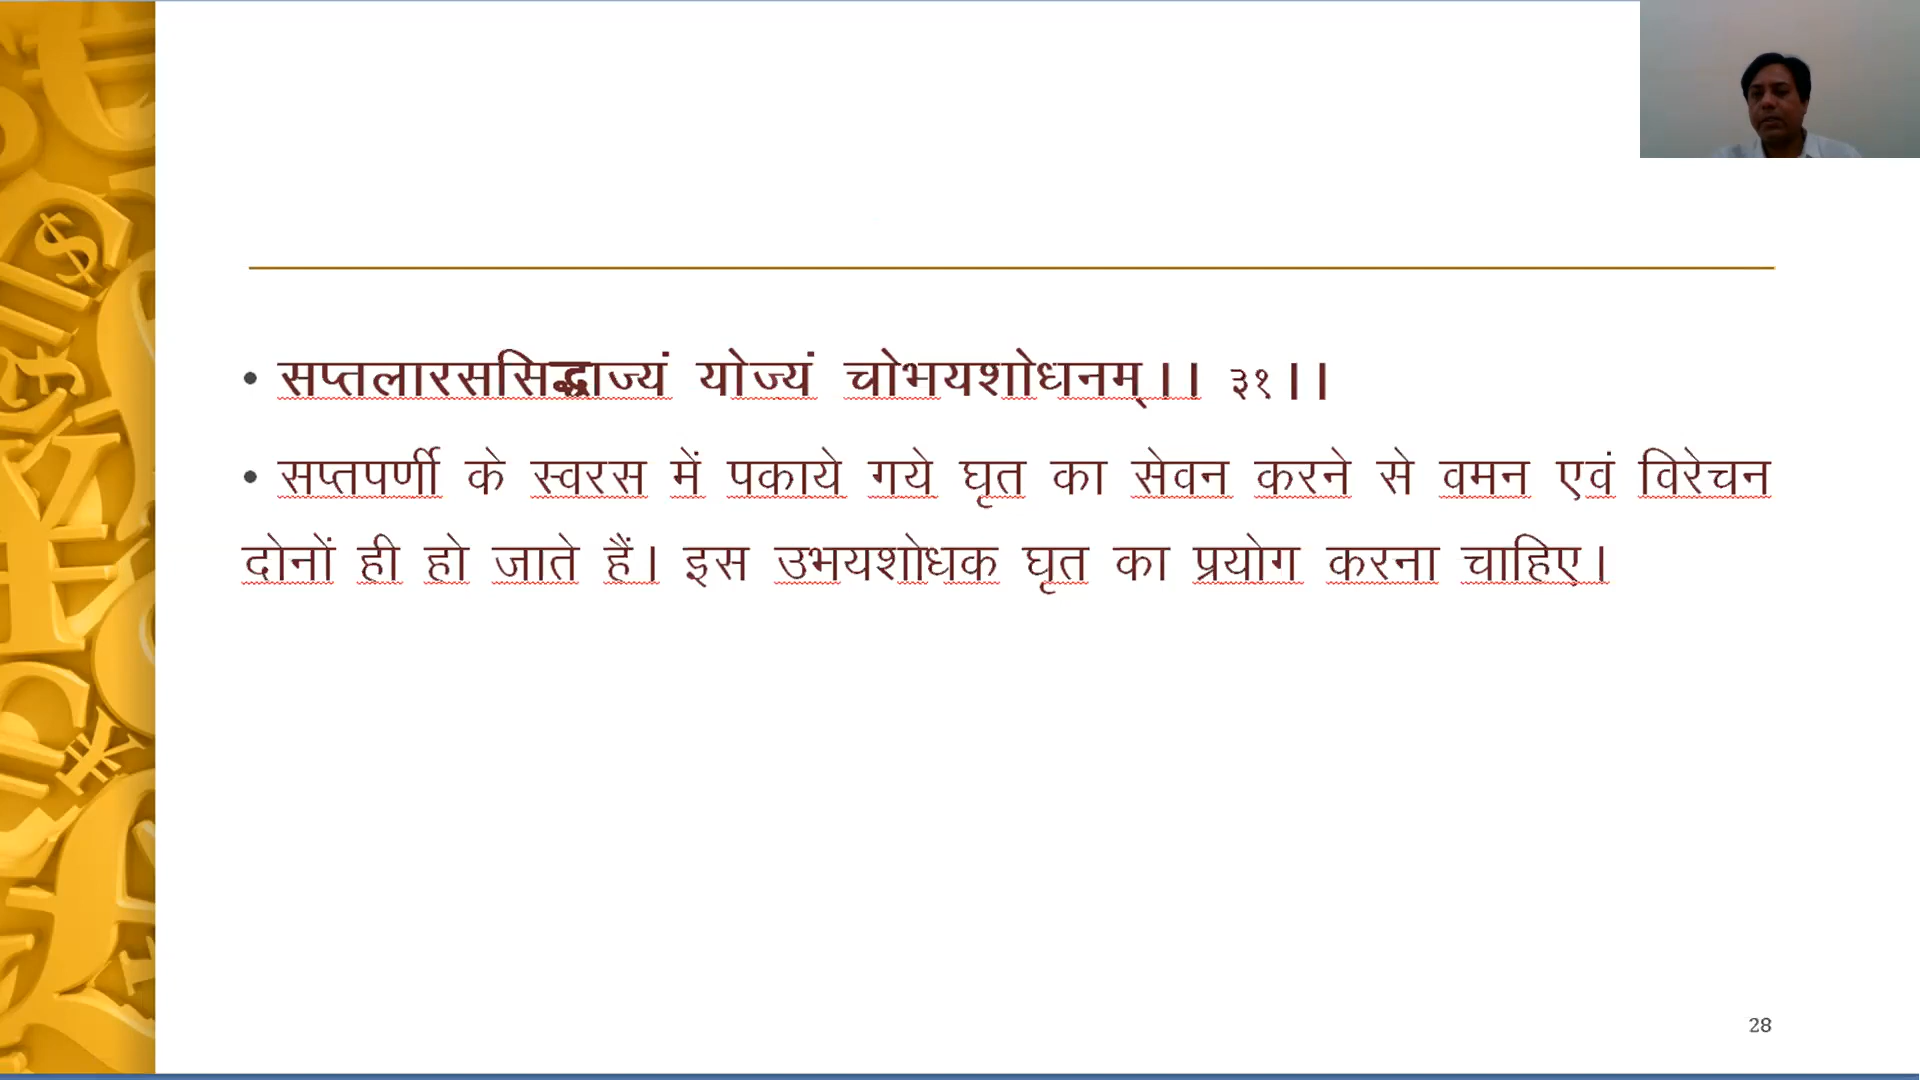 • सप्तलारससिद्धाज्यं योज्यं चोभयशोधनम्।। ३१।।
• सप्तपर्णी के स्वरस में पकाये गये घृत का सेवन करने से वमन एवं विरेचन
दोनों ही हो जाते हैं। इस उभयशोधक घृत का प्रयोग करना चाहिए।
28